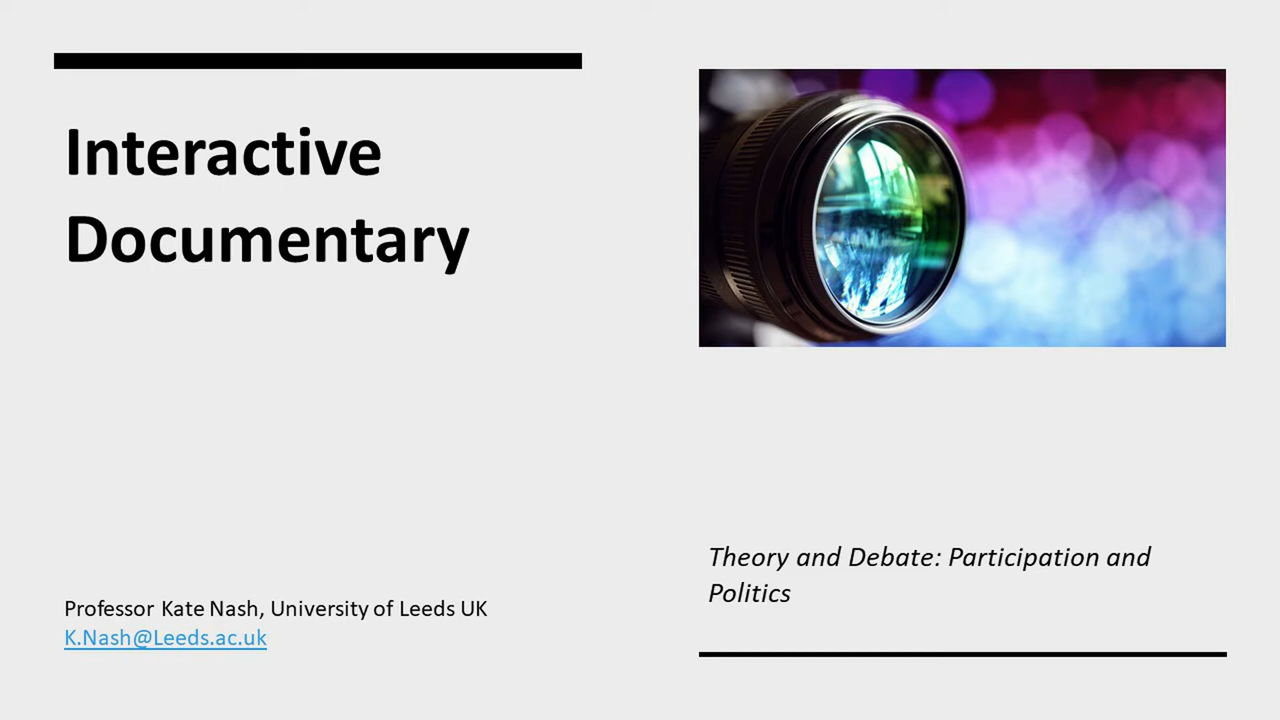 Interactive
Documentary
Professor Kate Nash, University of Leeds UK
K.Nash@Leeds.ac.uk
Theory and Debate: Participation and
Politics